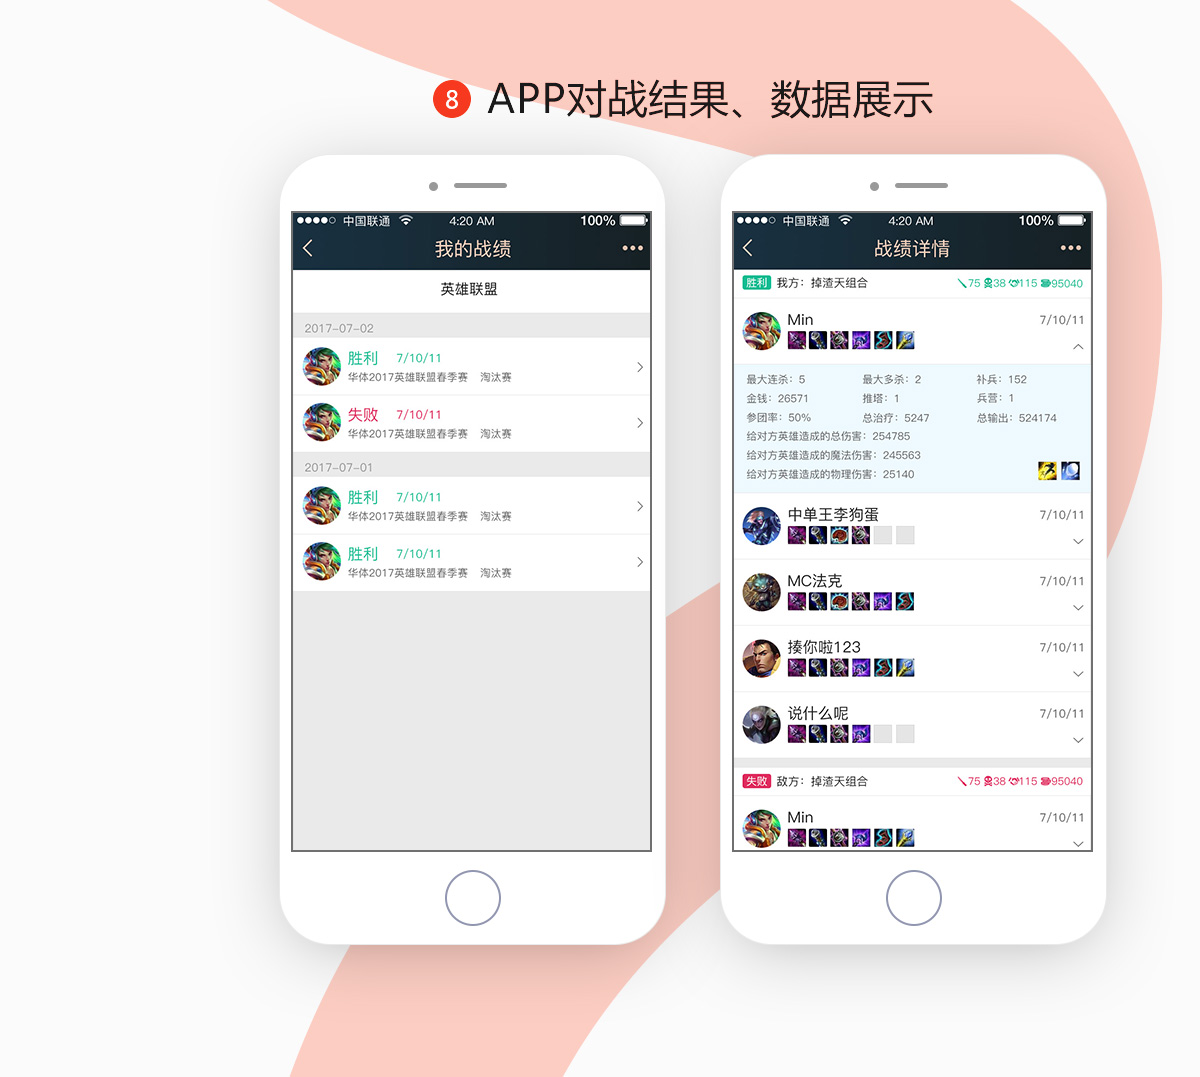 8 APP对战结果、数据展示
中国联通 4:20 AM 100%
我的战绩
英雄联盟
2017-07-02
胜利 7/10/11
华体2017英雄联盟春季赛 淘汰赛
失败 7/10/11
华体2017英雄联盟春季赛 淘汰赛
2017-07-01
胜利 7/10/11
华体2017英雄联盟春季赛 淘汰赛
胜利 7/10/11
华体2017英雄联盟春季赛 淘汰赛
中国联通 4:20 AM 100%
战绩详情
胜利 我方：掉渣天组合 75 38 115 95040
Min 7/10/11
最大连杀：5 最大多杀：2 补兵：152
金钱：26571 推塔：1 兵营：1
参团率：50% 总治疗：5247 总输出：524174
给对方英雄造成的总伤害：254785
给对方英雄造成的魔法伤害：245563
给对方英雄造成的物理伤害：25140
中单王李狗蛋 7/10/11
MC法克 7/10/11
揍你啦123 7/10/11
说什么呢 7/10/11
失败 敌方：掉渣天组合 75 38 115 95040
Min 7/10/11